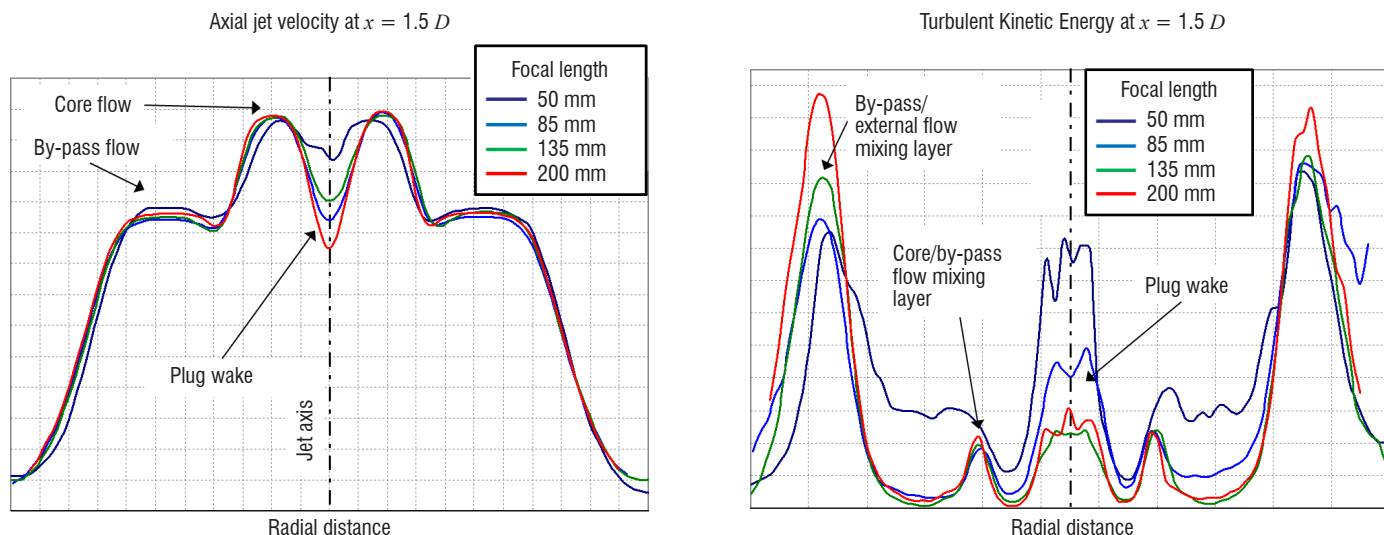 Axial jet velocity at x = 1.5 D
Focal length
50 mm
85 mm
135 mm
200 mm
Core flow
By-pass flow
Plug wake
Jet axis
Radial distance
Turbulent Kinetic Energy at x = 1.5 D
By-pass/
external flow
mixing layer
Focal length
50 mm
85 mm
135 mm
200 mm
Core/by-pass
flow mixing
layer
Plug wake
Radial distance